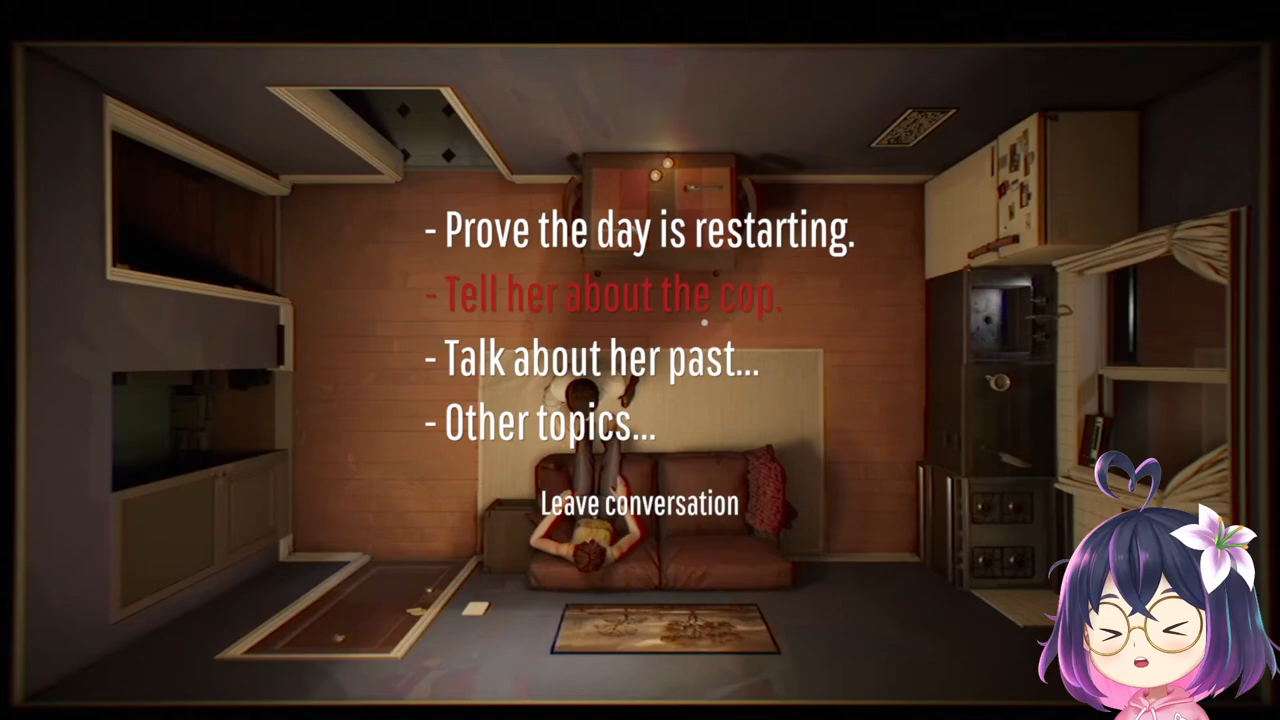 - Prove the day is restarting.
- Tell her about the cop.
- Talk about her past...
- Other topics...
Leave conversation